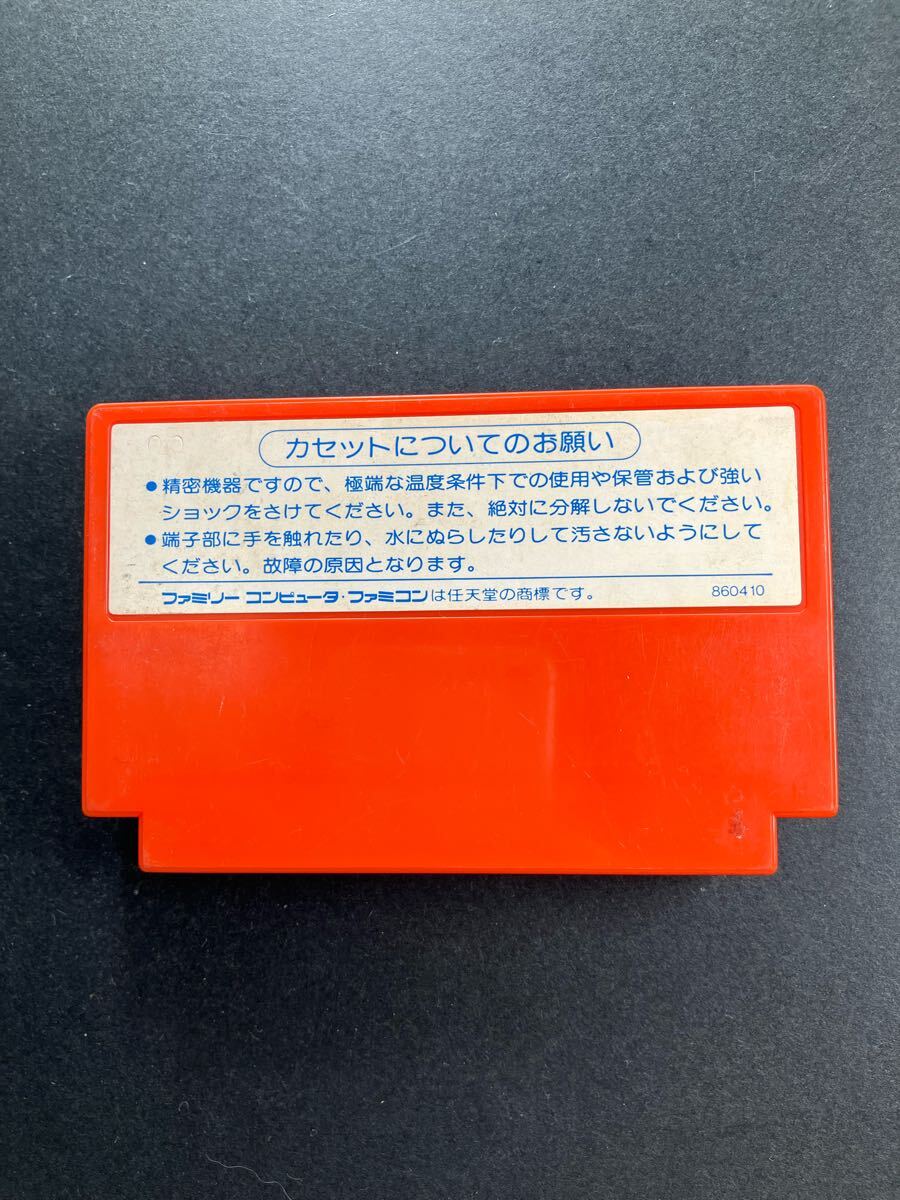 カセットについてのお願い
●精密機器ですので、極端な温度条件下での使用や保管および強い
ショックをさけてください。また、絶対に分解しないでください。
●端子部に手を触れたり、水にぬらしたりして汚さないようにして
ください。故障の原因となります。
ファミリー コンピュータ・ファミコンは任天堂の商標です。 860410